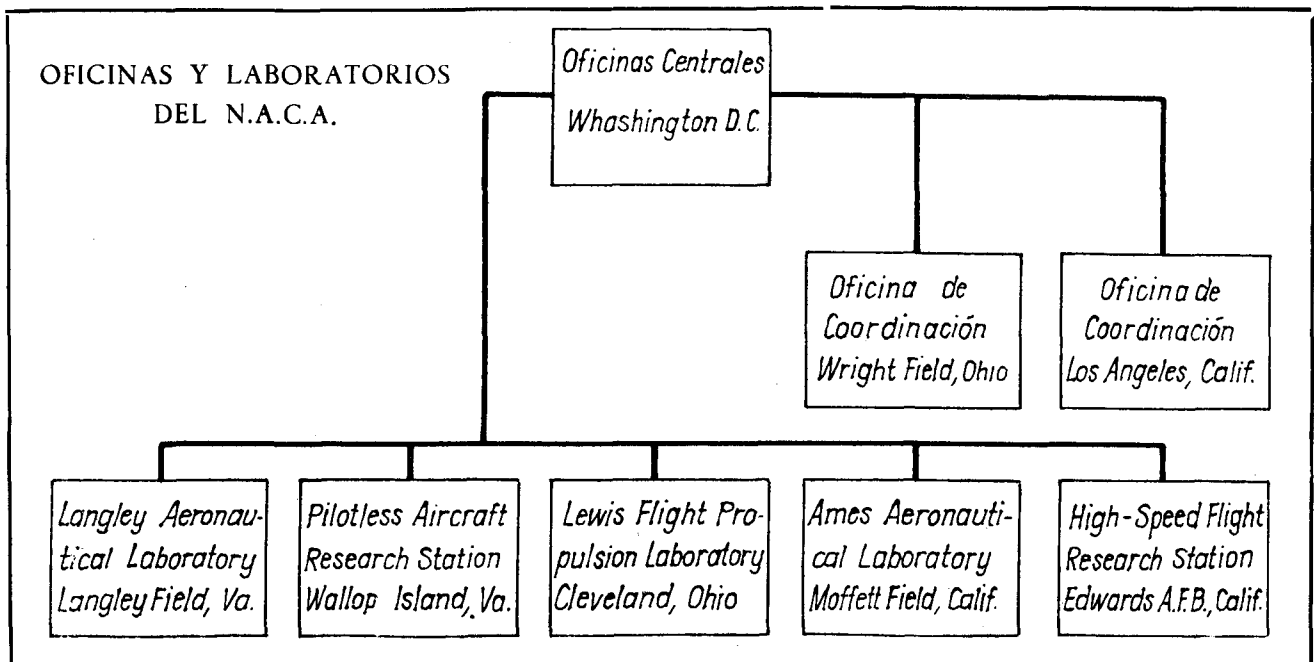 OFICINAS Y LABORATORIOS
DEL N.A.C.A.
Oficinas Centrales
Whashington D.C.
Oficina de
Coordinación
Wright Field, Ohio
Oficina de
Coordinación
Los Angeles, Calif.
Langley Aeronau-
tical Laboratory
Langley Field, Va.
Pilotless Aircraft
Research Station
Wallop Island, Va.
Lewis Flight Pro-
pulsion Laboratory
Cleveland, Ohio
Ames Aeronauti-
cal Laboratory
Moffett Field, Calif.
High-Speed Flight
Research Station
Edwards A.F.B., Calif.